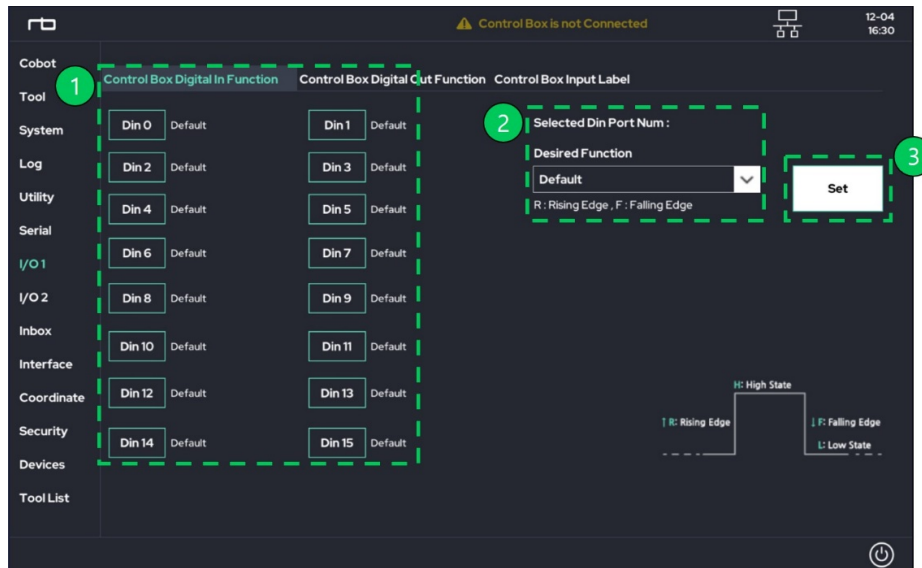 rb
Control Box is not Connected
12-04
16:30
Cobot
Tool
System
Log
Utility
Serial
I/O 1
I/O 2
Inbox
Interface
Coordinate
Security
Devices
Tool List
1
Control Box Digital In Function Control Box Digital Out Function Control Box Input Label
Din 0 Default Din 1 Default
Din 2 Default Din 3 Default
Din 4 Default Din 5 Default
Din 6 Default Din 7 Default
Din 8 Default Din 9 Default
Din 10 Default Din 11 Default
Din 12 Default Din 13 Default
Din 14 Default Din 15 Default
2
Selected Din Port Num :
Desired Function
Default
R : Rising Edge , F : Falling Edge
3
Set
H: High State
↑ R: Rising Edge
↓ F: Falling Edge
L: Low State